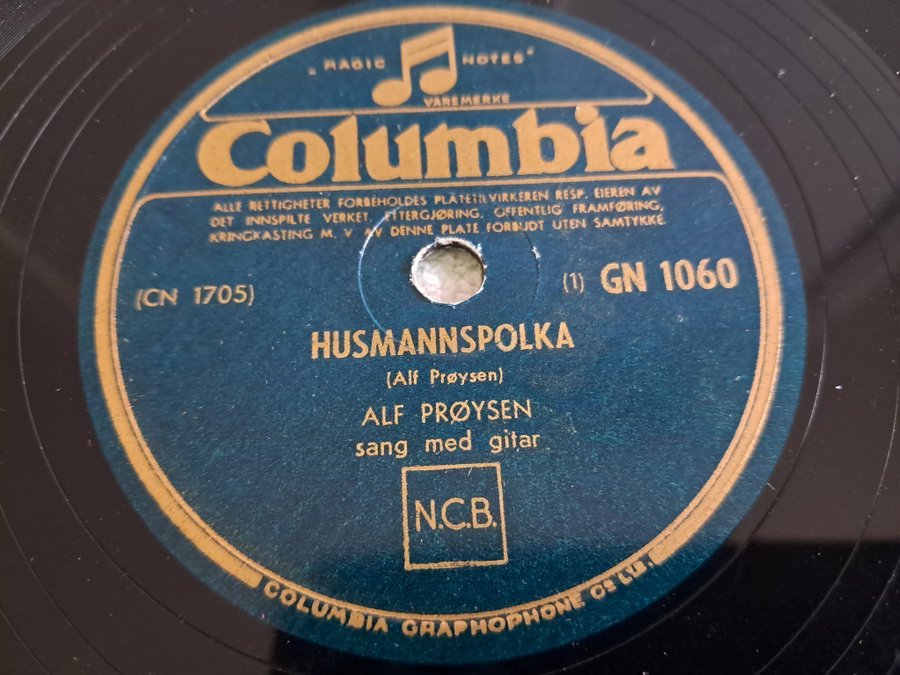 „MAGIC NOTES"
VAREMERKE
Columbia
ALLE RETTIGHETER FORBEHOLDES PLATETILVIRKEREN RESP. EIEREN AV
DET INNSPILTE VERKET. ETTERGJØRING, OFFENTLIG FRAMFØRING,
KRINGKASTING M. V. AV DENNE PLATE FORBUDT UTEN SAMTYKKE
(CN 1705)
(1) GN 1060
HUSMANNSPOLKA
(Alf Prøysen)
ALF PRØYSEN
sang med gitar
N.C.B.
COLUMBIA GRAPHOPHONE Co LTD.